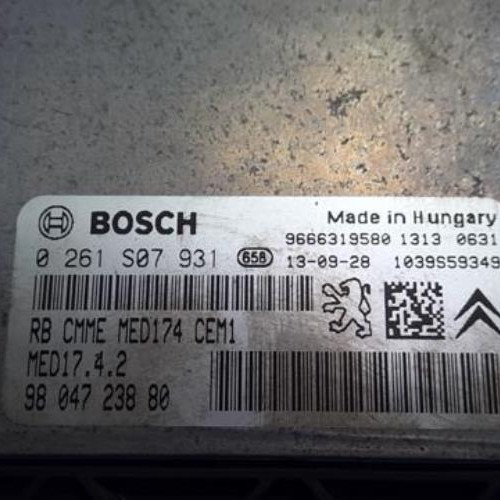 BOSCH
Made in Hungary
9666319580 1313 0631
0 261 S07 931 658 13-09-28 1039S59349
RB CMME MED174 CEM1
MED17.4.2
98 047 238 80